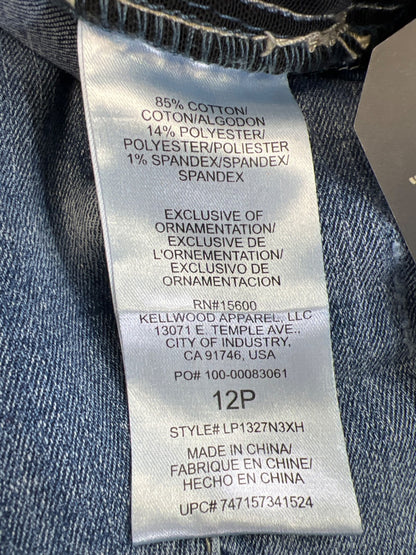 85% COTTON/
COTON/ALGODON
14% POLYESTER/
POLYESTER/POLIESTER
1% SPANDEX/SPANDEX/
SPANDEX
EXCLUSIVE OF
ORNAMENTATION/
EXCLUSIVE DE
L'ORNEMENTATION/
EXCLUSIVO DE
ORNAMENTACION
RN#15600
KELLWOOD APPAREL, LLC
13071 E. TEMPLE AVE.,
CITY OF INDUSTRY,
CA 91746, USA
PO# 100-00083061
12P
STYLE# LP1327N3XH
MADE IN CHINA/
FABRIQUE EN CHINE/
HECHO EN CHINA
UPC# 747157341524